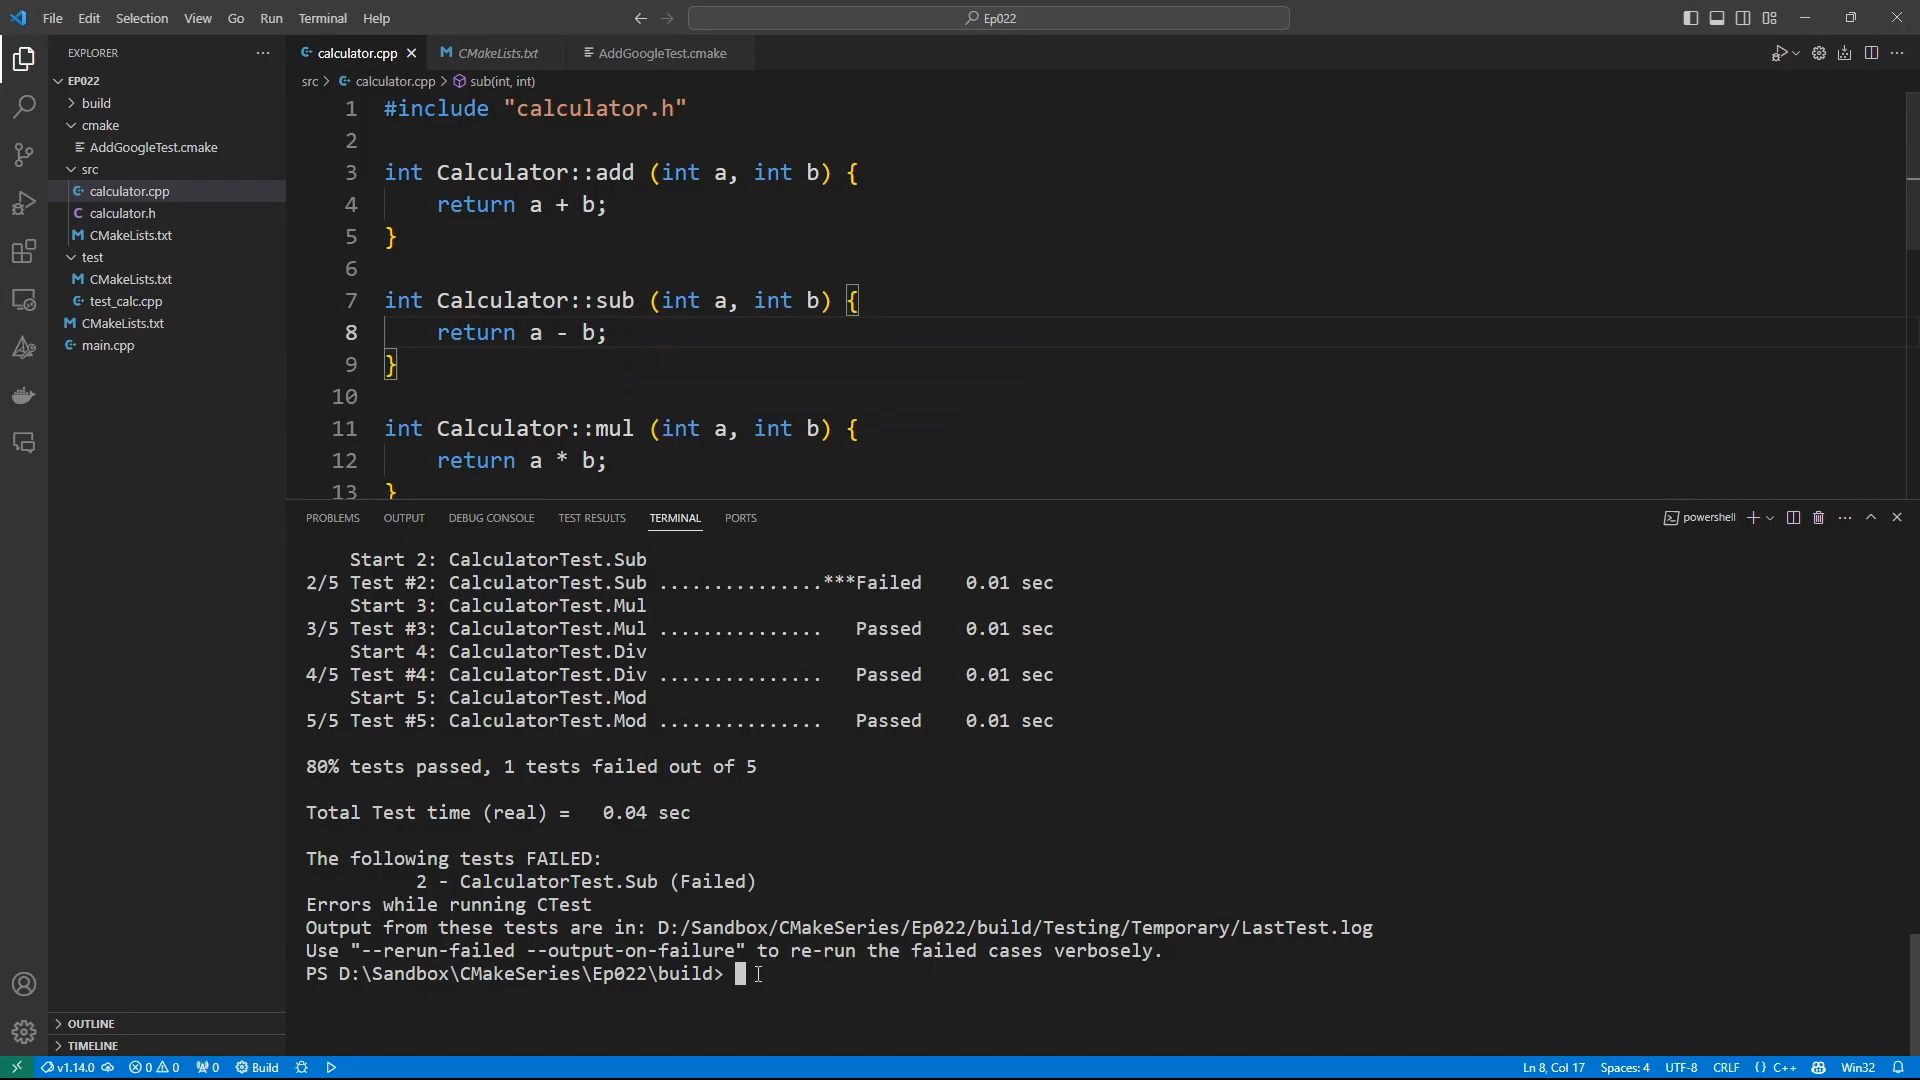 File Edit Selection View Go Run Terminal Help
Ep022
EXPLORER
EP022
build
cmake
AddGoogleTest.cmake
src
calculator.cpp
calculator.h
CMakeLists.txt
test
CMakeLists.txt
test_calc.cpp
CMakeLists.txt
main.cpp
OUTLINE
TIMELINE
calculator.cpp CMakeLists.txt AddGoogleTest.cmake
src > calculator.cpp > sub(int, int)
1 #include "calculator.h"
2
3 int Calculator::add (int a, int b) {
4 return a + b;
5 }
6
7 int Calculator::sub (int a, int b) {
8 return a - b;
9 }
10
11 int Calculator::mul (int a, int b) {
12 return a * b;
13 }
PROBLEMS OUTPUT DEBUG CONSOLE TEST RESULTS TERMINAL PORTS
powershell
Start 2: CalculatorTest.Sub
2/5 Test #2: CalculatorTest.Sub ...............***Failed 0.01 sec
Start 3: CalculatorTest.Mul
3/5 Test #3: CalculatorTest.Mul ............... Passed 0.01 sec
Start 4: CalculatorTest.Div
4/5 Test #4: CalculatorTest.Div ............... Passed 0.01 sec
Start 5: CalculatorTest.Mod
5/5 Test #5: CalculatorTest.Mod ............... Passed 0.01 sec
80% tests passed, 1 tests failed out of 5
Total Test time (real) = 0.04 sec
The following tests FAILED:
2 - CalculatorTest.Sub (Failed)
Errors while running CTest
Output from these tests are in: D:/Sandbox/CMakeSeries/Ep022/build/Testing/Temporary/LastTest.log
Use "--rerun-failed --output-on-failure" to re-run the failed cases verbosely.
PS D:\Sandbox\CMakeSeries\Ep022\build>
v1.14.0 0 0 0 Build Ln 8, Col 17 Spaces: 4 UTF-8 CRLF {} C++ Win32